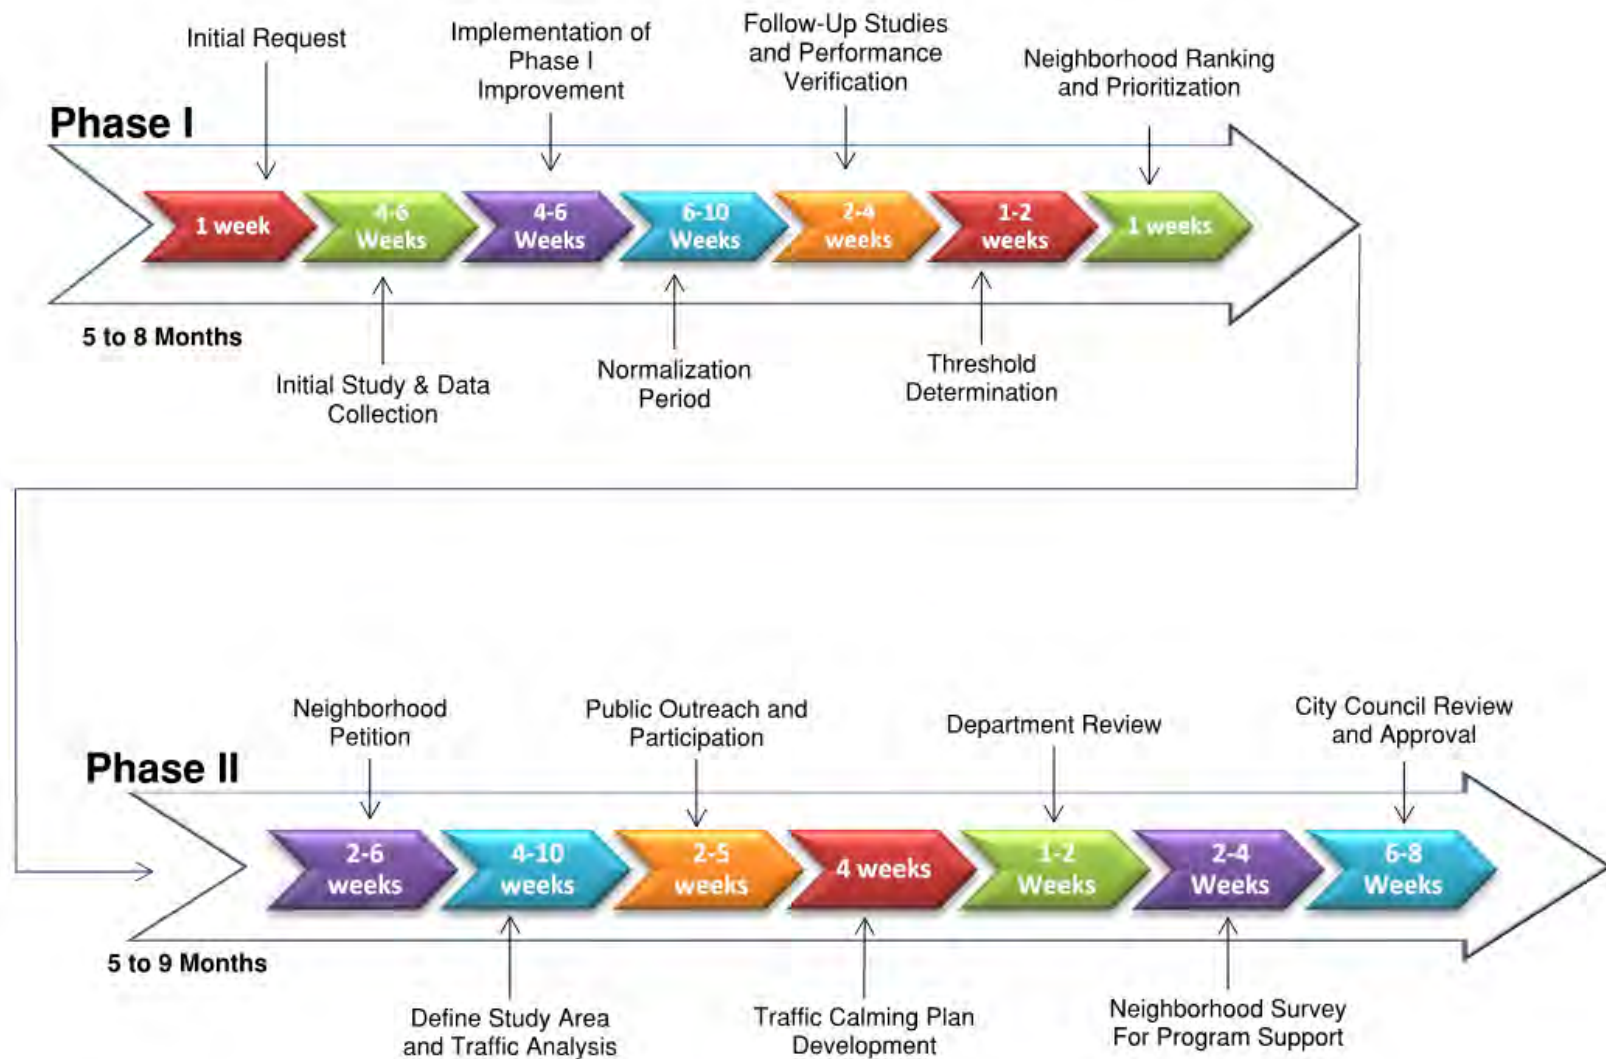 Initial Request
Implementation of
Phase I
Improvement
Follow-Up Studies
and Performance
Verification
Neighborhood Ranking
and Prioritization
Phase I
1 week
4-6
Weeks
4-6
Weeks
6-10
Weeks
2-4
weeks
1-2
weeks
1 weeks
5 to 8 Months
Initial Study & Data
Collection
Normalization
Period
Threshold
Determination
Neighborhood
Petition
Public Outreach and
Participation
Department Review
City Council Review
and Approval
Phase II
2-6
weeks
4-10
weeks
2-5
weeks
4 weeks
1-2
Weeks
2-4
Weeks
6-8
Weeks
5 to 9 Months
Define Study Area
and Traffic Analysis
Traffic Calming Plan
Development
Neighborhood Survey
For Program Support